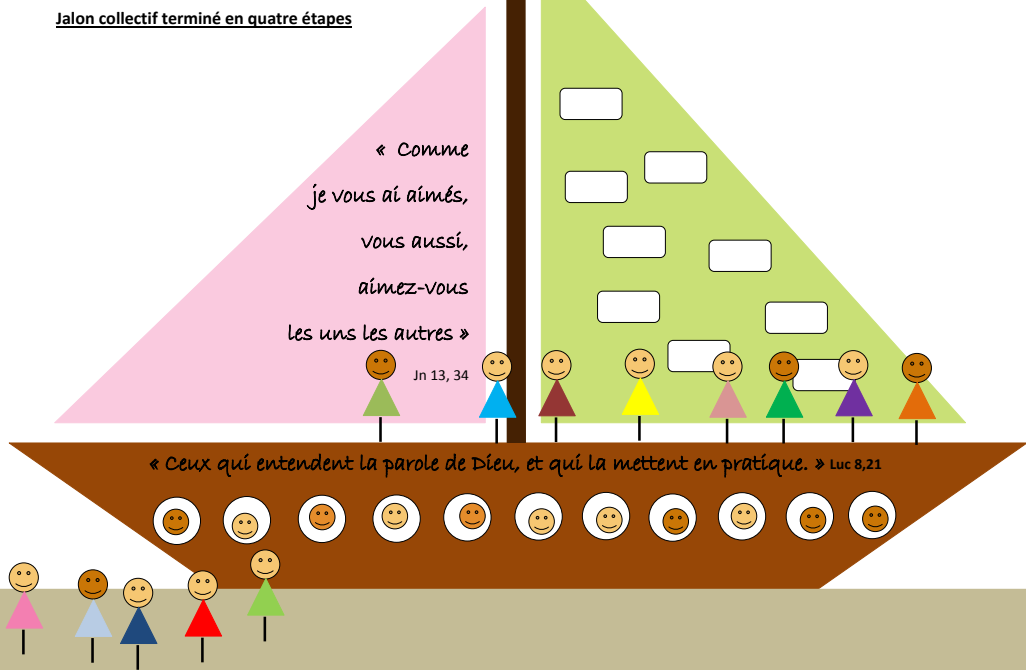 Jalon collectif terminé en quatre étapes
« Comme
je vous ai aimés,
vous aussi,
aimez-vous
les uns les autres »
Jn 13, 34
« Ceux qui entendent la parole de Dieu, et qui la mettent en pratique. » Luc 8,21